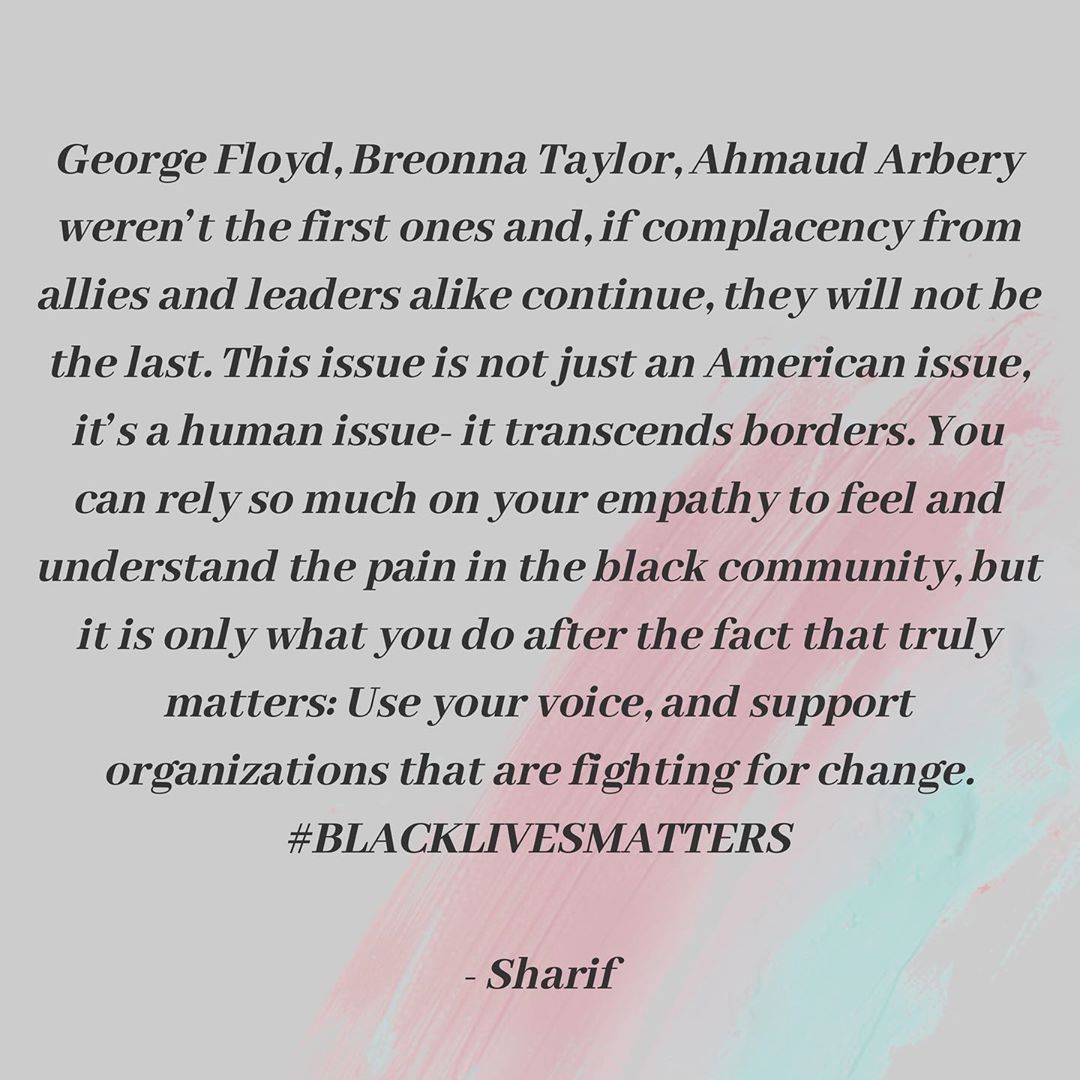 George Floyd, Breonna Taylor, Ahmaud Arbery
weren't the first ones and, if complacency from
allies and leaders alike continue, they will not be
the last. This issue is not just an American issue,
it's a human issue- it transcends borders. You
can rely so much on your empathy to feel and
understand the pain in the black community, but
it is only what you do after the fact that truly
matters: Use your voice, and support
organizations that are fighting for change.
#BLACKLIVESMATTERS
- Sharif